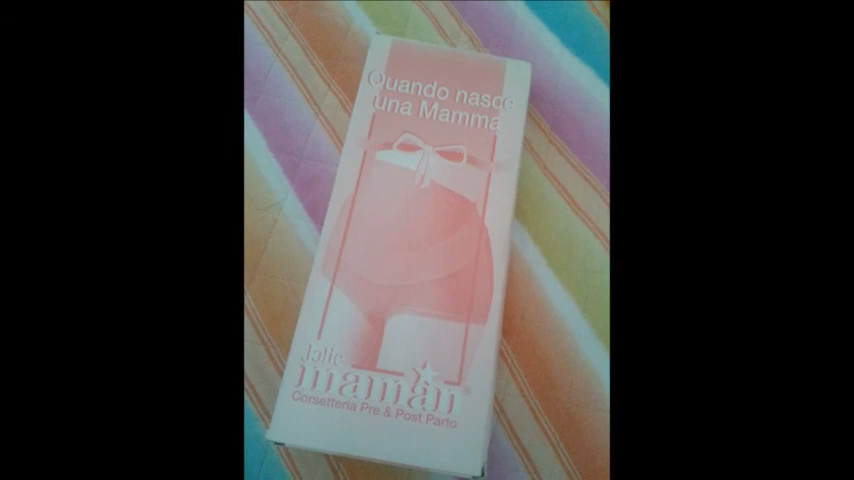 Quando nasce
una Mamma
Jolie
maman®
Corsetteria Pre & Post Parto